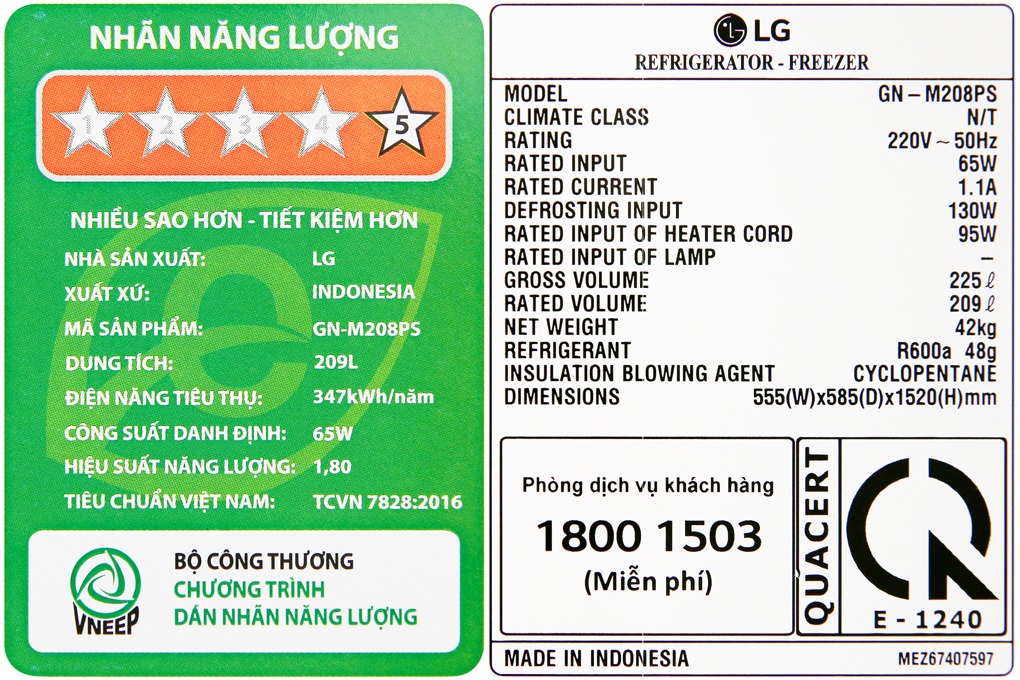 NHÃN NĂNG LƯỢNG
1 2 3 4 5
NHIỀU SAO HƠN - TIẾT KIỆM HƠN
NHÀ SẢN XUẤT: LG
XUẤT XỨ: INDONESIA
MÃ SẢN PHẨM: GN-M208PS
DUNG TÍCH: 209L
ĐIỆN NĂNG TIÊU THỤ: 347kWh/năm
CÔNG SUẤT DANH ĐỊNH: 65W
HIỆU SUẤT NĂNG LƯỢNG: 1,80
TIÊU CHUẨN VIỆT NAM: TCVN 7828:2016
VNEEP
BỘ CÔNG THƯƠNG
CHƯƠNG TRÌNH
DÁN NHÃN NĂNG LƯỢNG
LG
REFRIGERATOR - FREEZER
MODEL GN – M208PS
CLIMATE CLASS N/T
RATING 220V ~ 50Hz
RATED INPUT 65W
RATED CURRENT 1.1A
DEFROSTING INPUT 130W
RATED INPUT OF HEATER CORD 95W
RATED INPUT OF LAMP –
GROSS VOLUME 225 ℓ
RATED VOLUME 209 ℓ
NET WEIGHT 42kg
REFRIGERANT R600a 48g
INSULATION BLOWING AGENT CYCLOPENTANE
DIMENSIONS 555(W)x585(D)x1520(H)mm
Phòng dịch vụ khách hàng
1800 1503
(Miễn phí)
QUACERT
E - 1240
MADE IN INDONESIA MEZ67407597